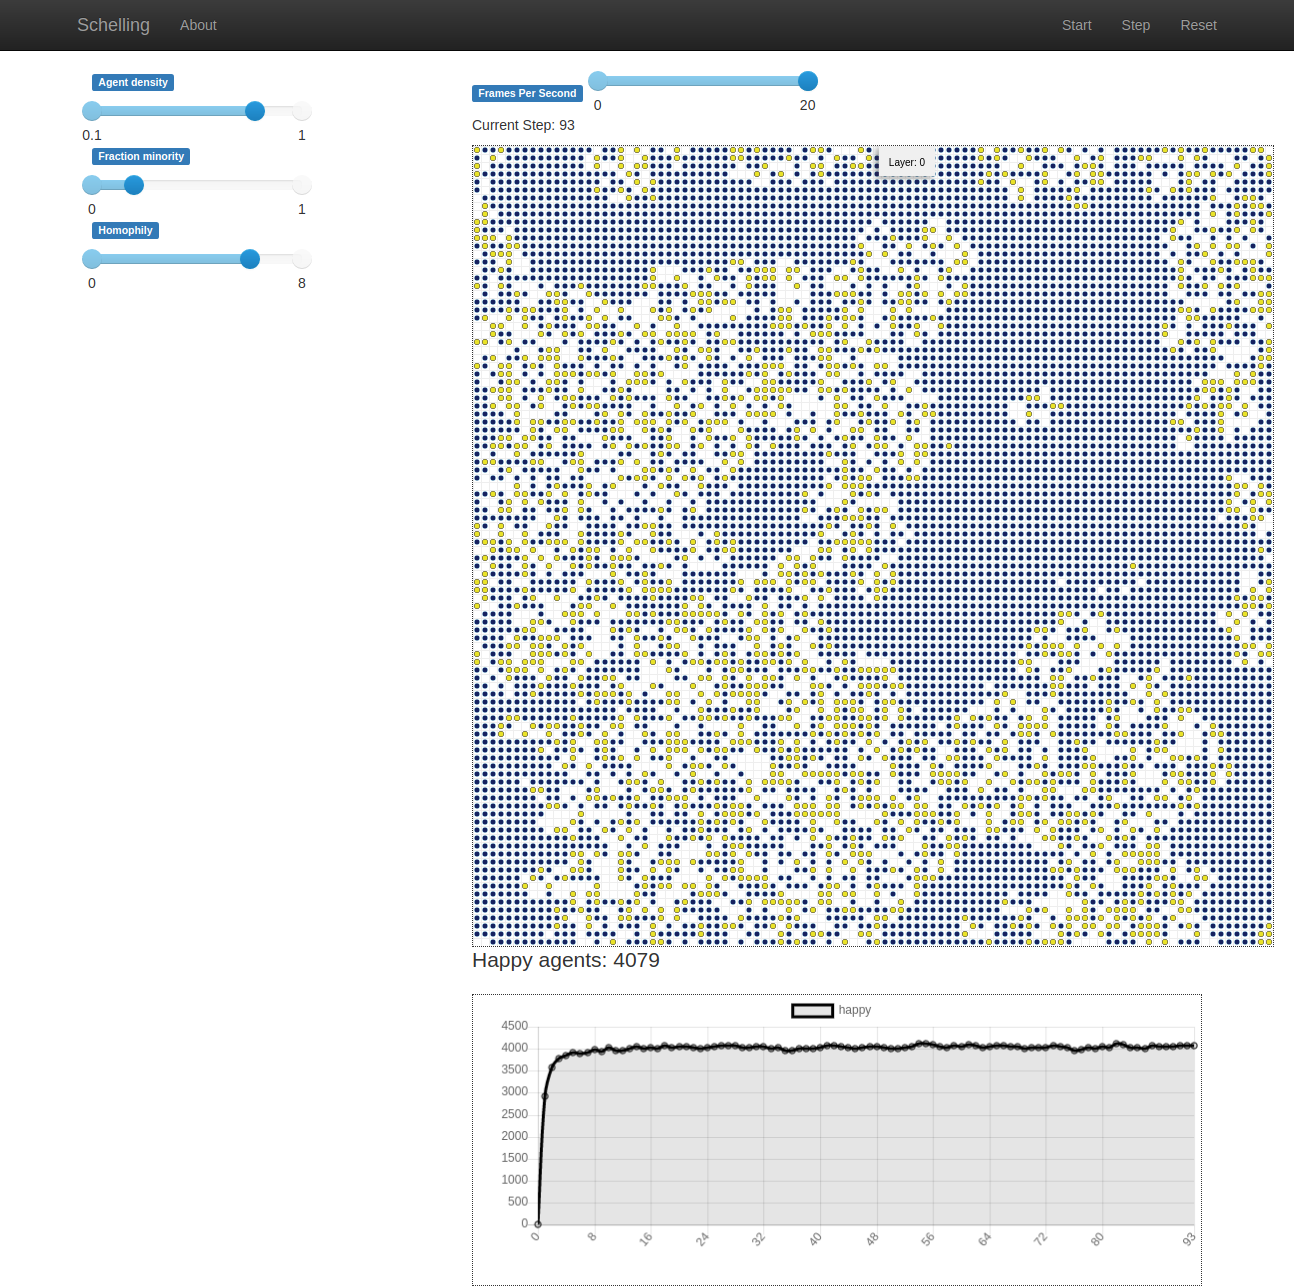 Schelling About Start Step Reset
Agent density
0.1 1
Fraction minority
0 1
Homophily
0 8
Frames Per Second
0 20
Current Step: 93
Layer: 0
Happy agents: 4079
happy
4500
4000
3500
3000
2500
2000
1500
1000
500
0
0 8 16 24 32 40 48 56 64 72 80 93